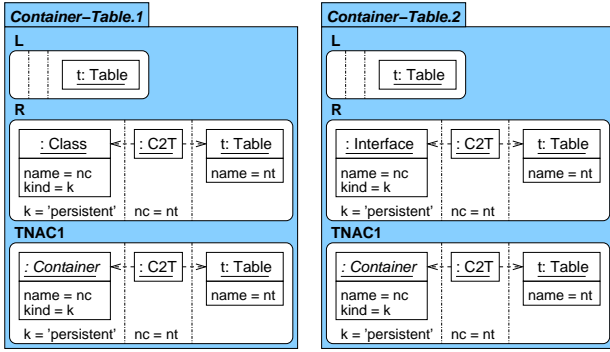 Container–Table.1
L
t: Table
R
: Class
: C2T
t: Table
name = nc
kind = k
name = nt
k = 'persistent'
nc = nt
TNAC1
: Container
: C2T
t: Table
name = nc
kind = k
name = nt
k = 'persistent'
nc = nt
Container–Table.2
L
t: Table
R
: Interface
: C2T
t: Table
name = nc
kind = k
name = nt
k = 'persistent'
nc = nt
TNAC1
: Container
: C2T
t: Table
name = nc
kind = k
name = nt
k = 'persistent'
nc = nt